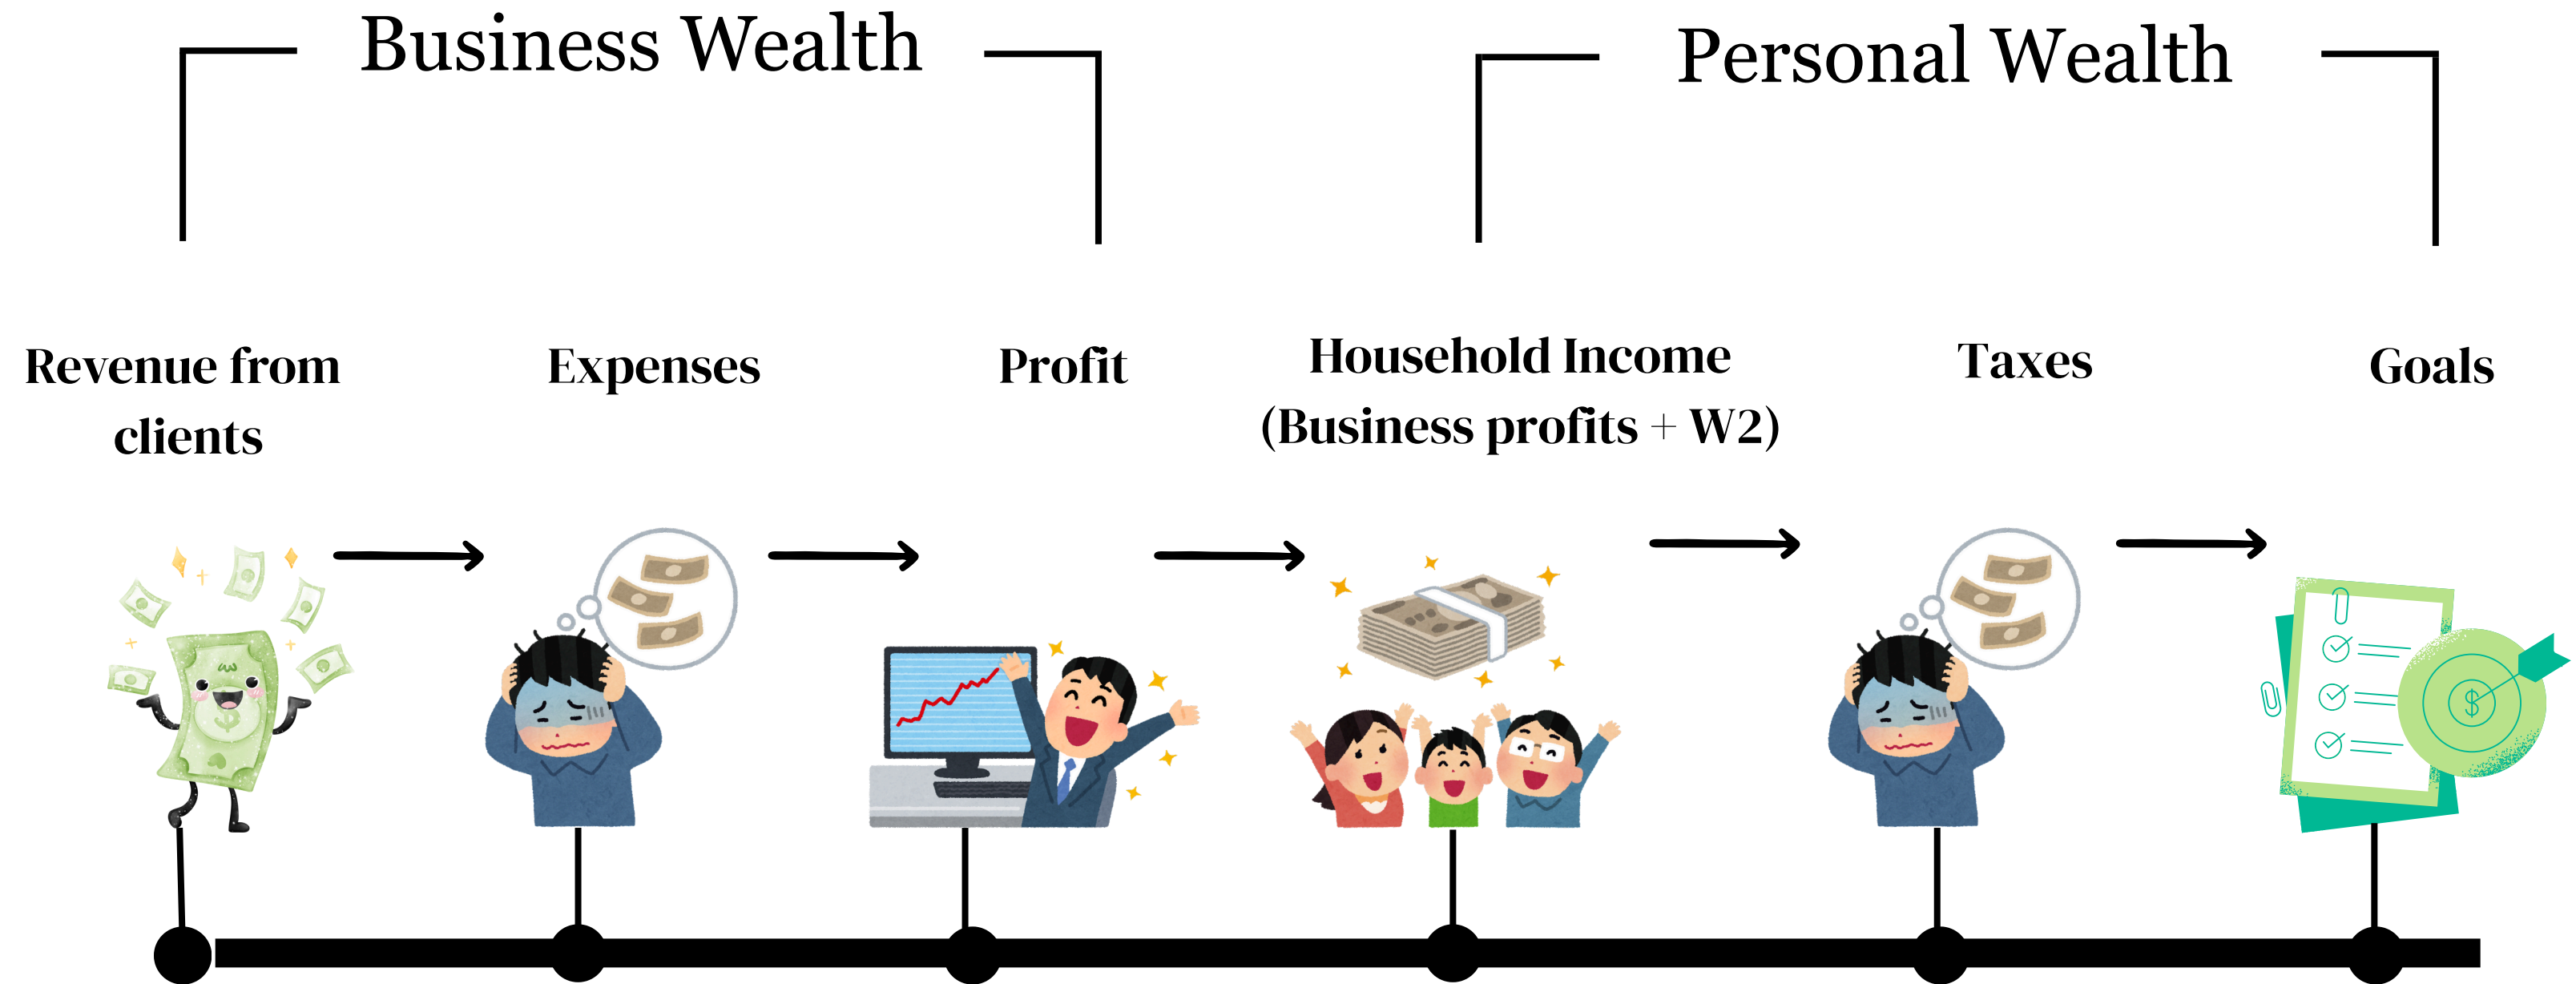 Business Wealth
Personal Wealth
Revenue from
clients
Expenses
Profit
Household Income
(Business profits + W2)
Taxes
Goals